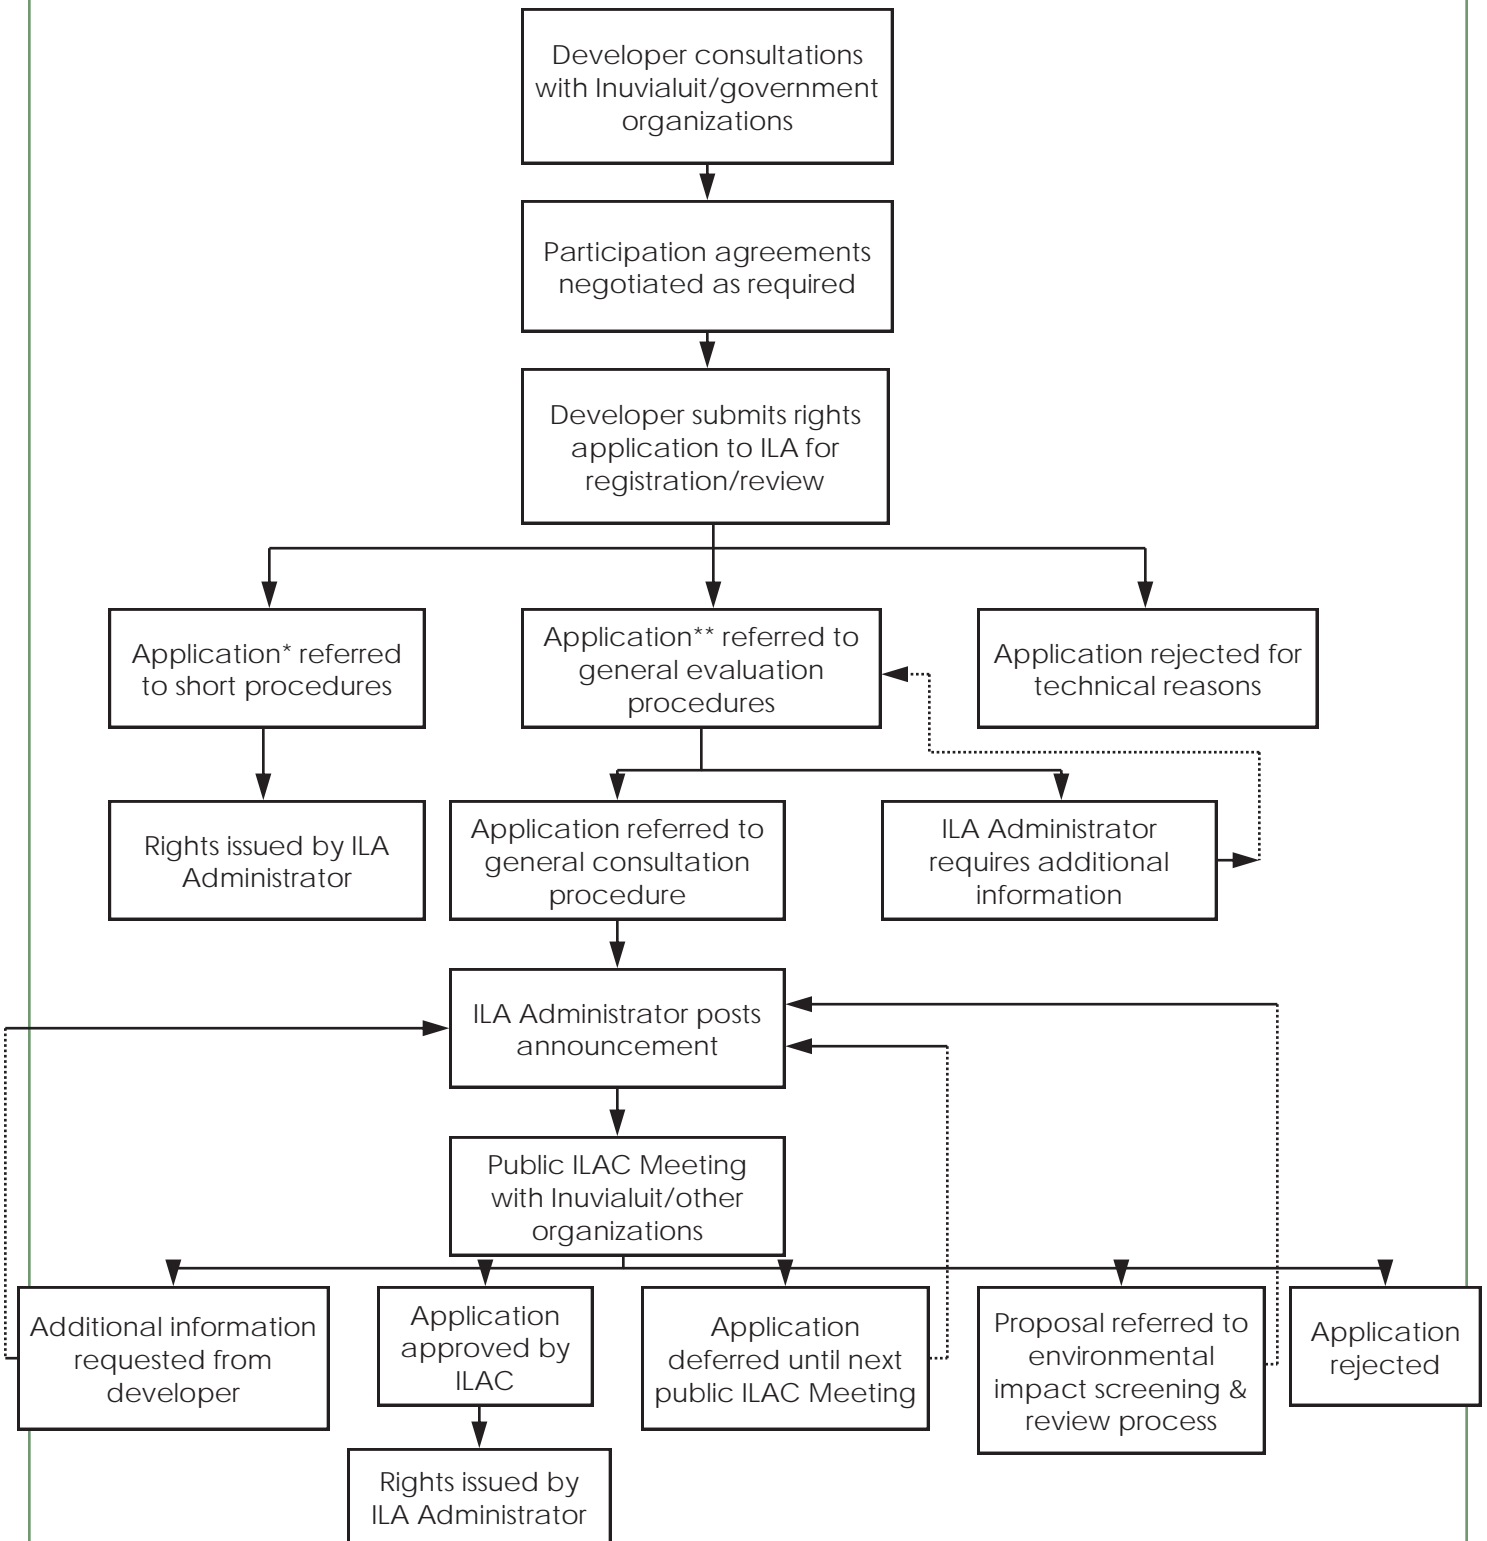 Developer consultations
with Inuvialuit/government
organizations
Participation agreements
negotiated as required
Developer submits rights
application to ILA for
registration/review
Application* referred
to short procedures
Application** referred to
general evaluation
procedures
Application rejected for
technical reasons
Rights issued by ILA
Administrator
Application referred to
general consultation
procedure
ILA Administrator
requires additional
information
ILA Administrator posts
announcement
Public ILAC Meeting
with Inuvialuit/other
organizations
Additional information
requested from
developer
Application
approved by
ILAC
Application
deferred until next
public ILAC Meeting
Proposal referred to
environmental
impact screening &
review process
Application
rejected
Rights issued by
ILA Administrator